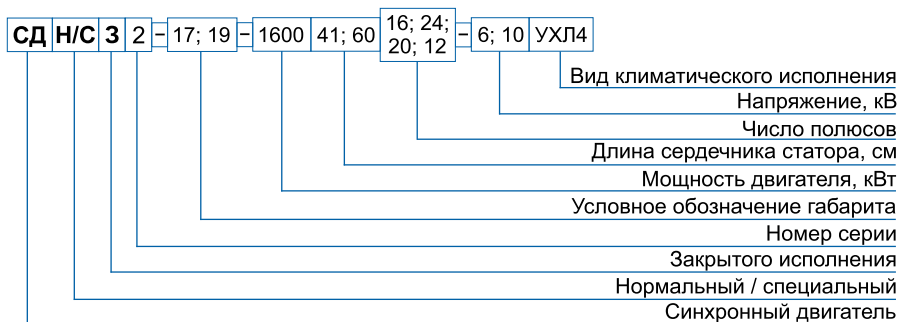 СД Н/С З 2 – 17; 19 – 1600 41; 60 16; 24; 20; 12 – 6; 10 УХЛ4
Вид климатического исполнения
Напряжение, кВ
Число полюсов
Длина сердечника статора, см
Мощность двигателя, кВт
Условное обозначение габарита
Номер серии
Закрытого исполнения
Нормальный / специальный
Синхронный двигатель